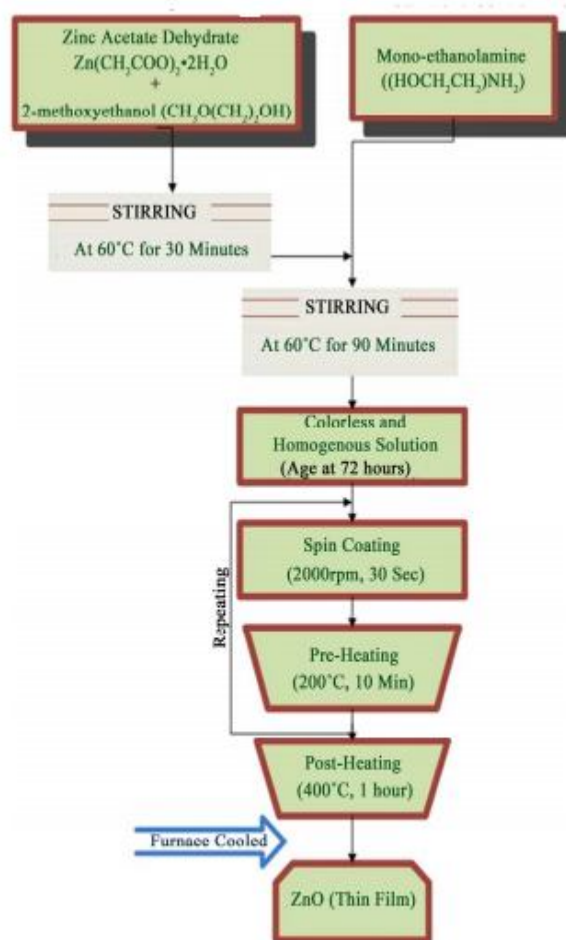 Zinc Acetate Dehydrate
Zn(CH₃COO)₂•2H₂O
+
2-methoxyethanol (CH₃O(CH₂)₂OH)
Mono-ethanolamine
((HOCH₂CH₂)NH₂)
STIRRING
At 60˚C for 30 Minutes
STIRRING
At 60˚C for 90 Minutes
Colorless and
Homogenous Solution
(Age at 72 hours)
Spin Coating
(2000rpm, 30 Sec)
Repeating
Pre-Heating
(200˚C, 10 Min)
Post-Heating
(400˚C, 1 hour)
Furnace Cooled
ZnO (Thin Film)